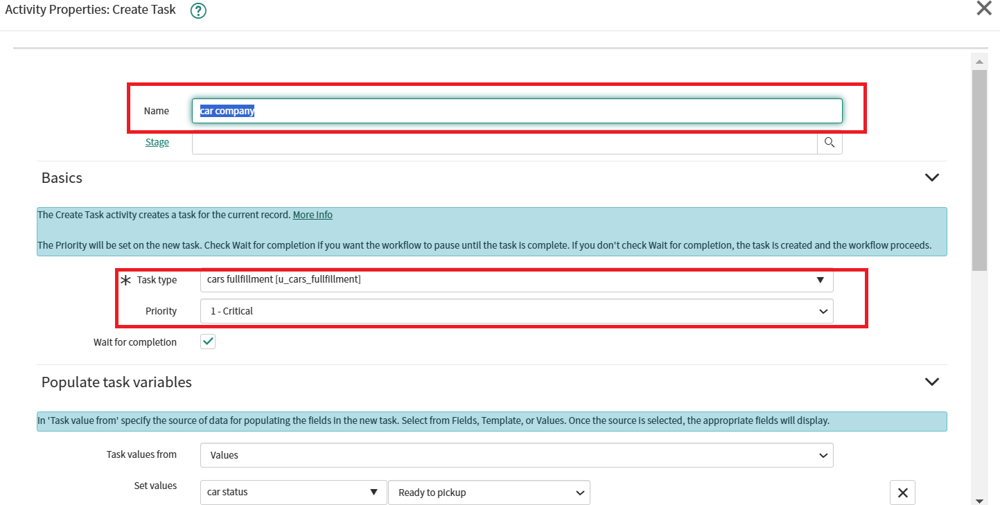 Activity Properties: Create Task ?
Name car company
Stage
Basics
The Create Task activity creates a task for the current record. More Info
The Priority will be set on the new task. Check Wait for completion if you want the workflow to pause until the task is complete. If you don't check Wait for completion, the task is created and the workflow proceeds.
Task type cars fullfillment [u_cars_fullfillment]
Priority 1 - Critical
Wait for completion
Populate task variables
In 'Task value from' specify the source of data for populating the fields in the new task. Select from Fields, Template, or Values. Once the source is selected, the appropriate fields will display.
Task values from Values
Set values car status Ready to pickup